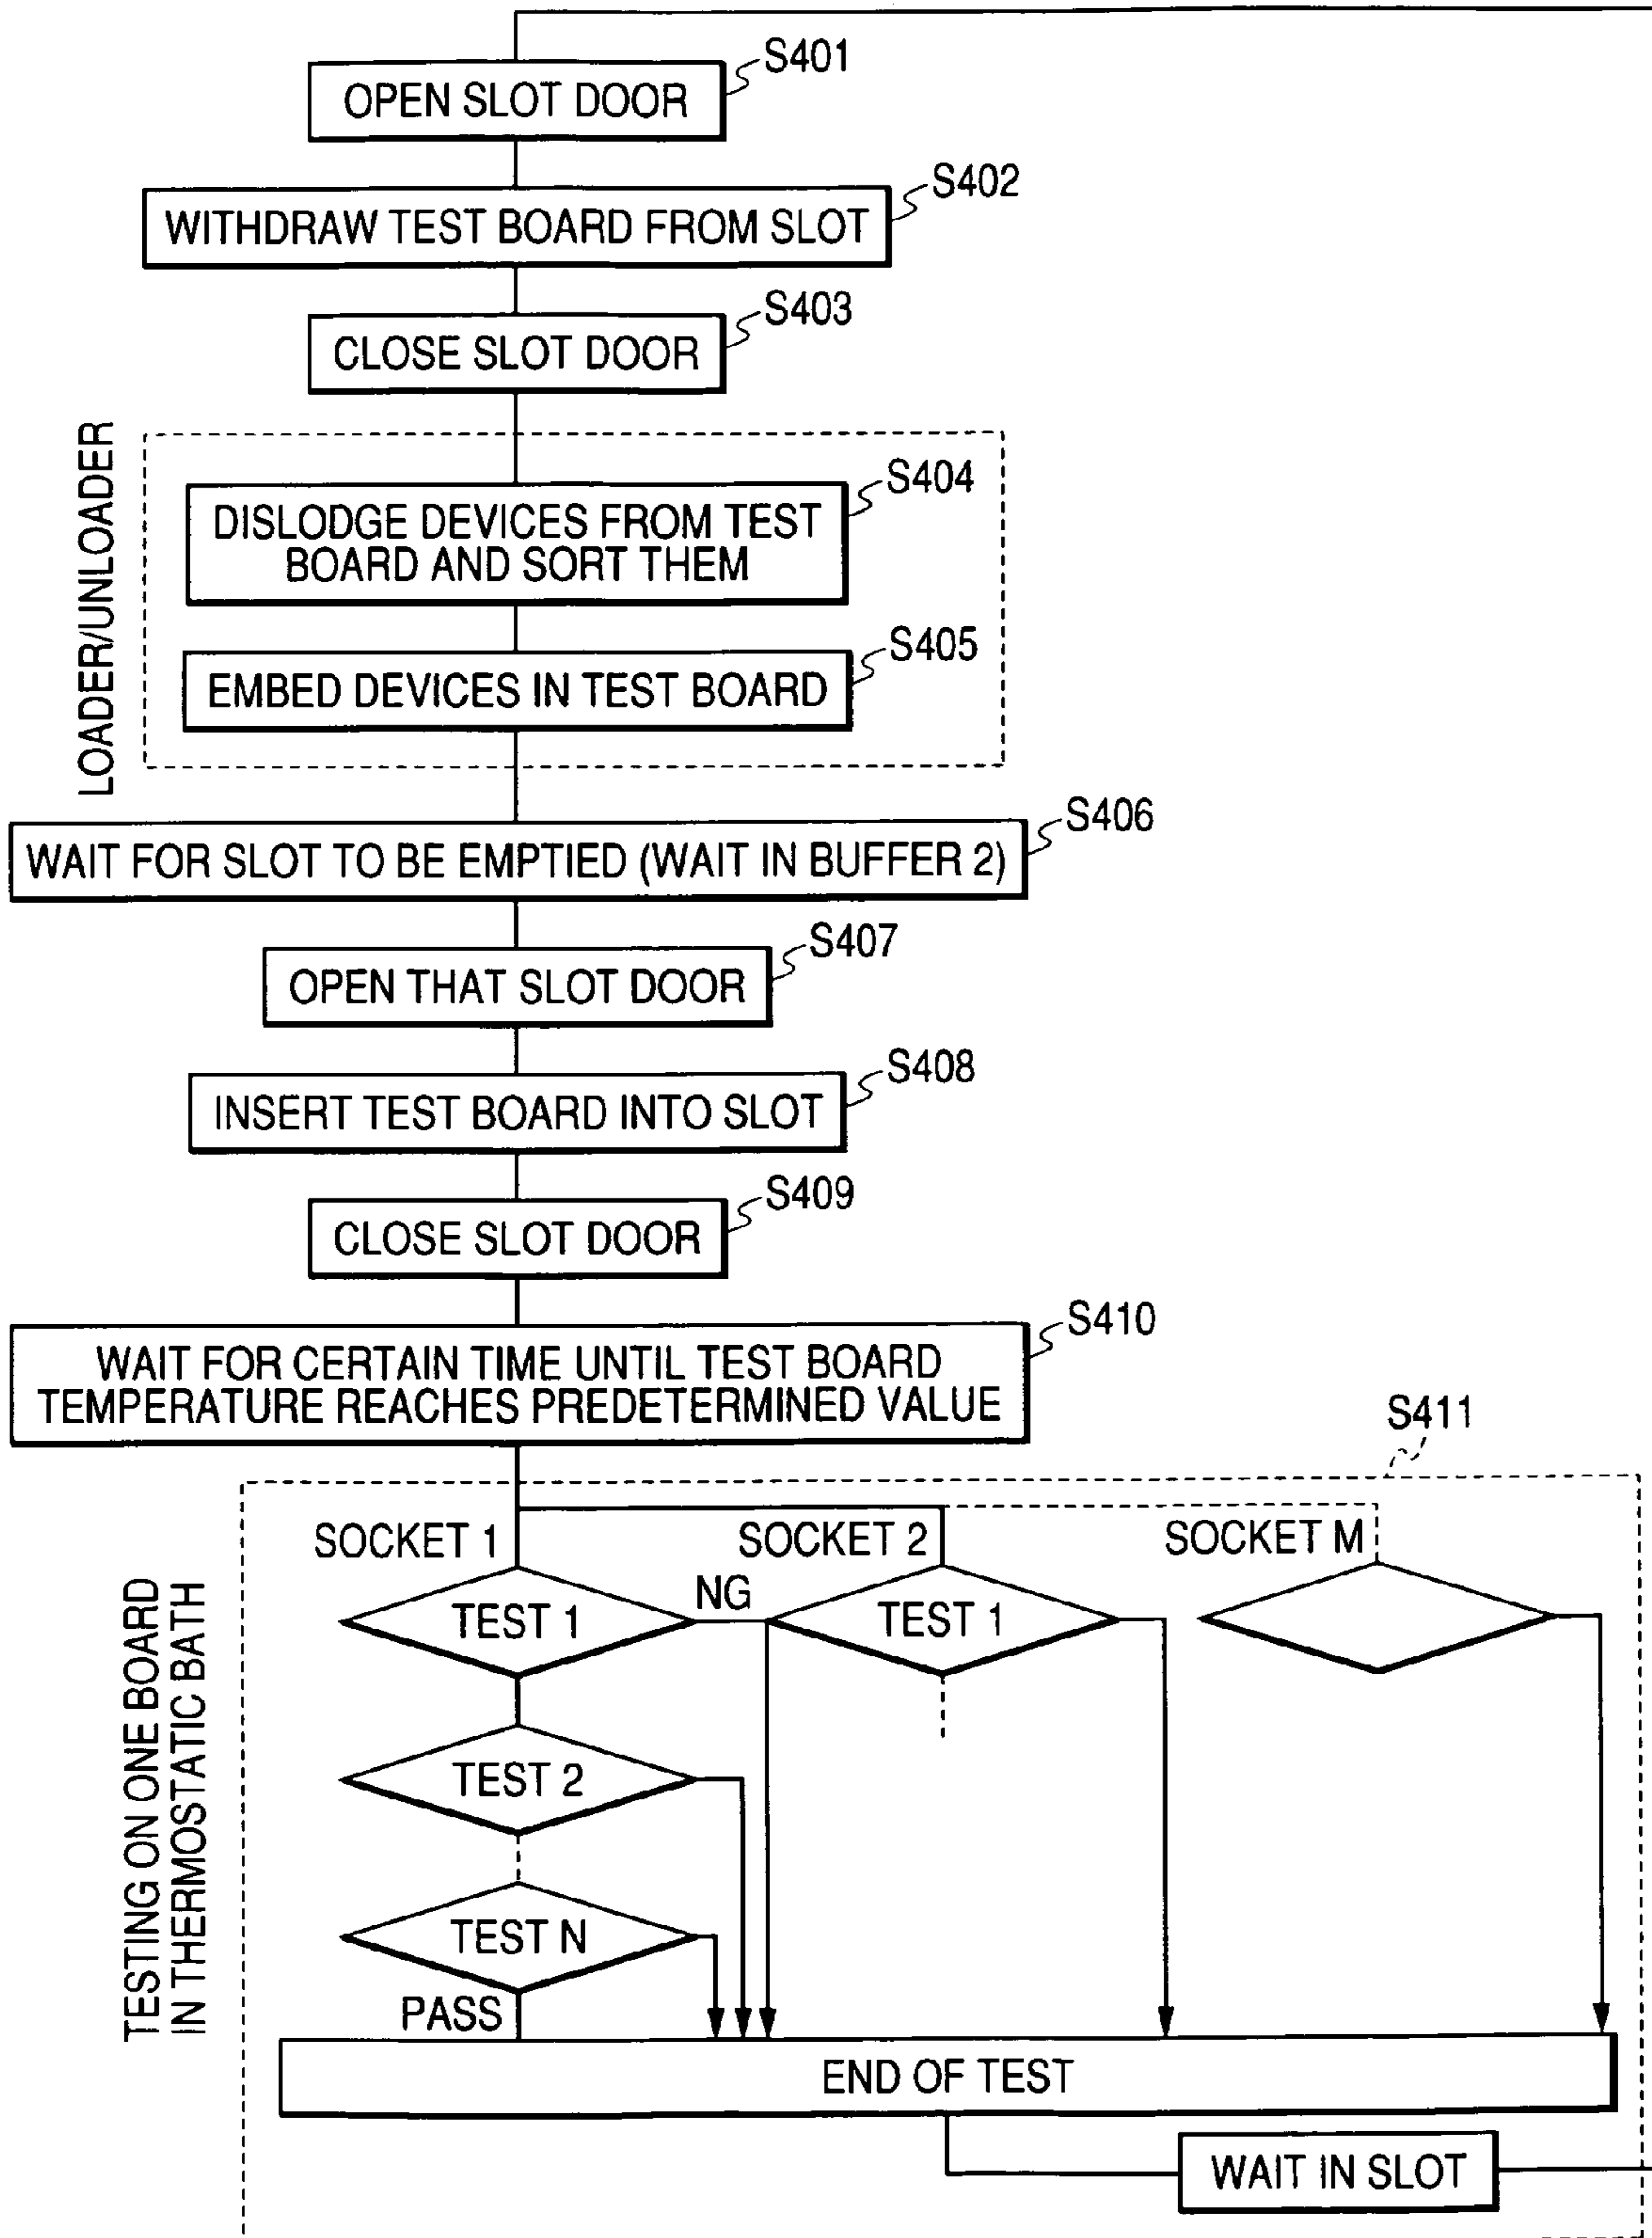 S401
OPEN SLOT DOOR
S402
WITHDRAW TEST BOARD FROM SLOT
S403
CLOSE SLOT DOOR
LOADER/UNLOADER
S404
DISLODGE DEVICES FROM TEST
BOARD AND SORT THEM
S405
EMBED DEVICES IN TEST BOARD
S406
WAIT FOR SLOT TO BE EMPTIED (WAIT IN BUFFER 2)
S407
OPEN THAT SLOT DOOR
S408
INSERT TEST BOARD INTO SLOT
S409
CLOSE SLOT DOOR
S410
WAIT FOR CERTAIN TIME UNTIL TEST BOARD
TEMPERATURE REACHES PREDETERMINED VALUE
S411
TESTING ON ONE BOARD
IN THERMOSTATIC BATH
SOCKET 1
SOCKET 2
SOCKET M
TEST 1
NG
TEST 1
TEST 2
TEST N
PASS
END OF TEST
WAIT IN SLOT